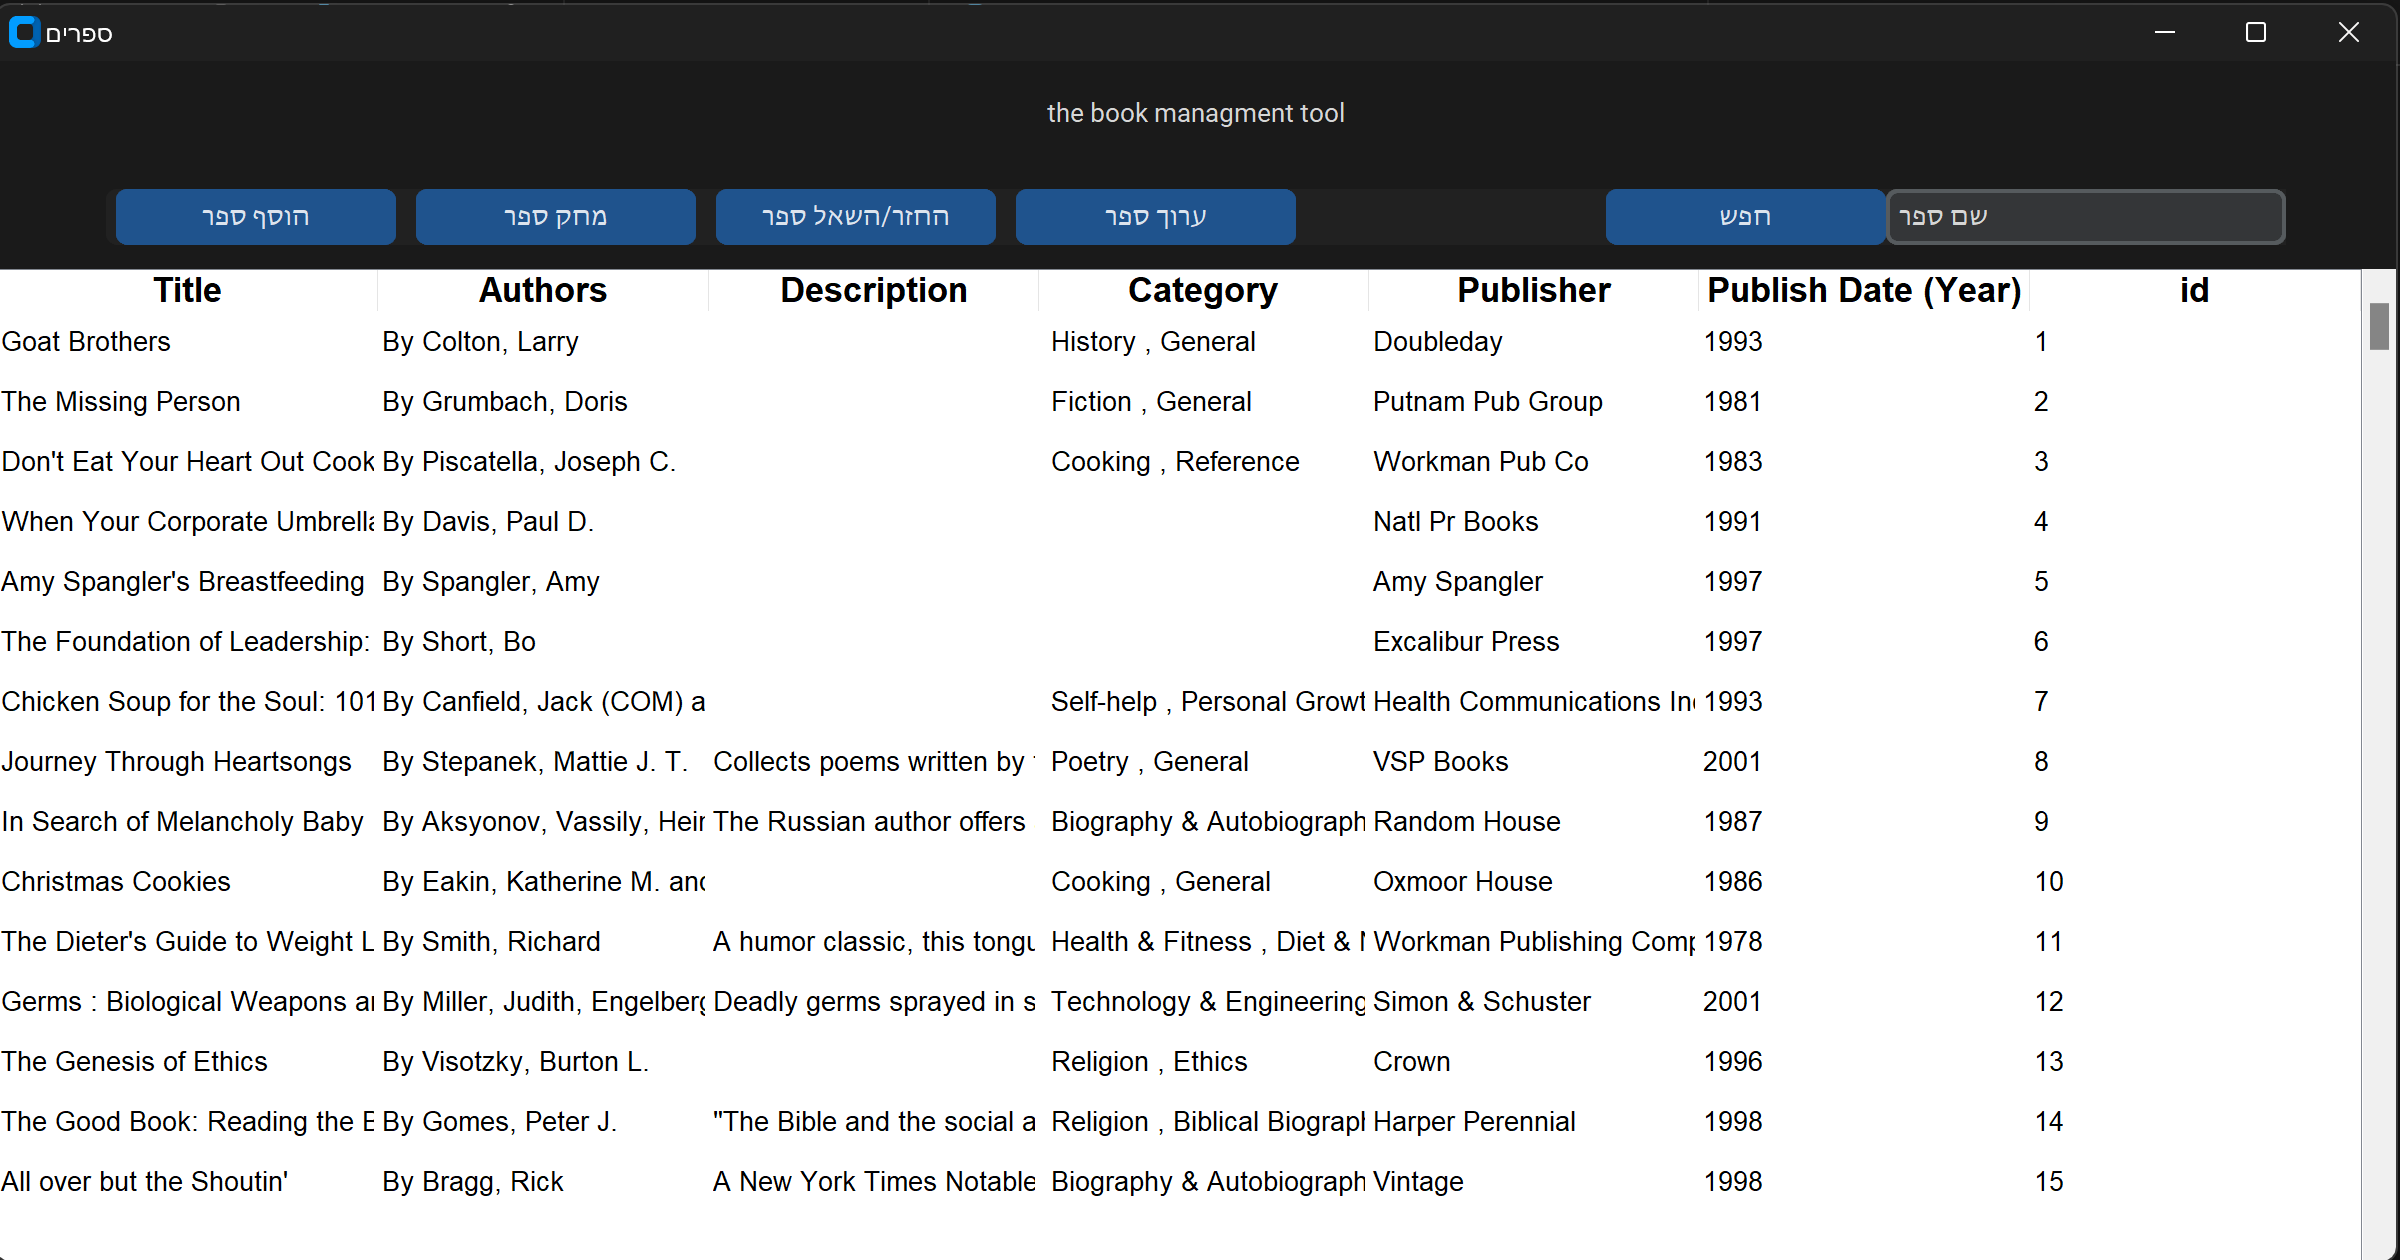 ספרים
the book managment tool
הוסף ספר מחק ספר החזר/השאל ספר ערוך ספר חפש שם ספר
Title Authors Description Category Publisher Publish Date (Year) id
Goat Brothers By Colton, Larry History , General Doubleday 1993 1
The Missing Person By Grumbach, Doris Fiction , General Putnam Pub Group 1981 2
Don't Eat Your Heart Out Cook By Piscatella, Joseph C. Cooking , Reference Workman Pub Co 1983 3
When Your Corporate Umbrella By Davis, Paul D. Natl Pr Books 1991 4
Amy Spangler's Breastfeeding By Spangler, Amy Amy Spangler 1997 5
The Foundation of Leadership: By Short, Bo Excalibur Press 1997 6
Chicken Soup for the Soul: 101 By Canfield, Jack (COM) a Self-help , Personal Growt Health Communications Inc 1993 7
Journey Through Heartsongs By Stepanek, Mattie J. T. Collects poems written by Poetry , General VSP Books 2001 8
In Search of Melancholy Baby By Aksyonov, Vassily, Hein The Russian author offers Biography & Autobiograph Random House 1987 9
Christmas Cookies By Eakin, Katherine M. and Cooking , General Oxmoor House 1986 10
The Dieter's Guide to Weight L By Smith, Richard A humor classic, this tongu Health & Fitness , Diet & Workman Publishing Comp 1978 11
Germs : Biological Weapons an By Miller, Judith, Engelberg Deadly germs sprayed in s Technology & Engineering Simon & Schuster 2001 12
The Genesis of Ethics By Visotzky, Burton L. Religion , Ethics Crown 1996 13
The Good Book: Reading the B By Gomes, Peter J. "The Bible and the social a Religion , Biblical Biograph Harper Perennial 1998 14
All over but the Shoutin' By Bragg, Rick A New York Times Notable Biography & Autobiograph Vintage 1998 15